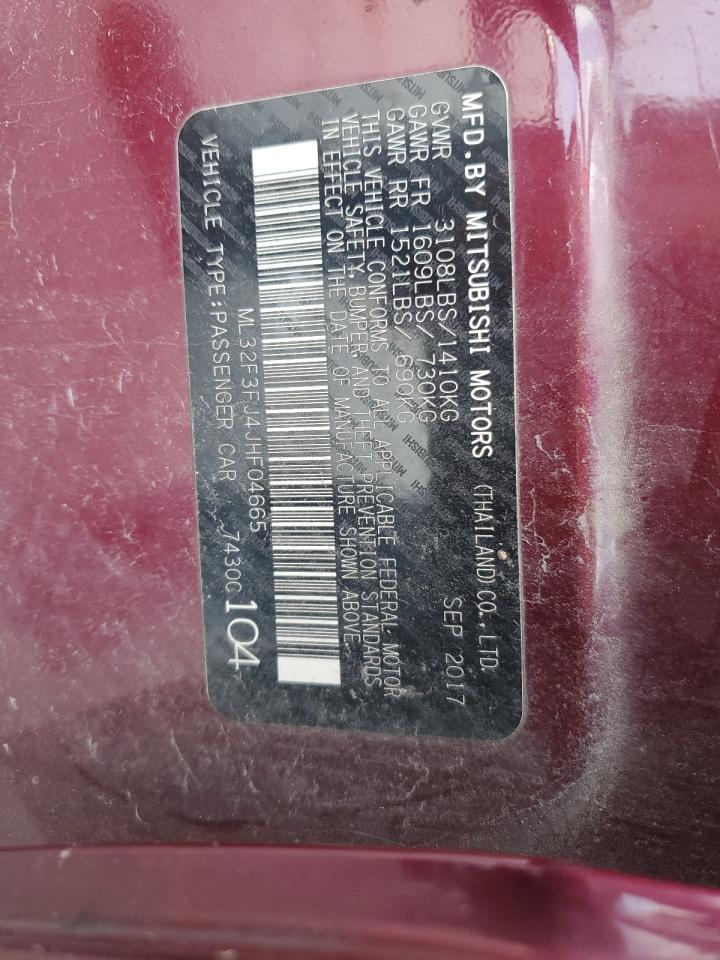 MFD.BY MITSUBISHI MOTORS (THAILAND) CO.,LTD.
GVWR 3108LBS/1410KG SEP 2017
GAWR FR 1609LBS/ 730KG
GAWR RR 1521LBS/ 690KG
THIS VEHICLE CONFORMS TO ALL APPLICABLE FEDERAL MOTOR
VEHICLE SAFETY, BUMPER AND THEFT PREVENTION STANDARDS
IN EFFECT ON THE DATE OF MANUFACTURE SHOWN ABOVE.
ML32F3FJ4JHF04665
VEHICLE TYPE:PASSENGER CAR 7430C104